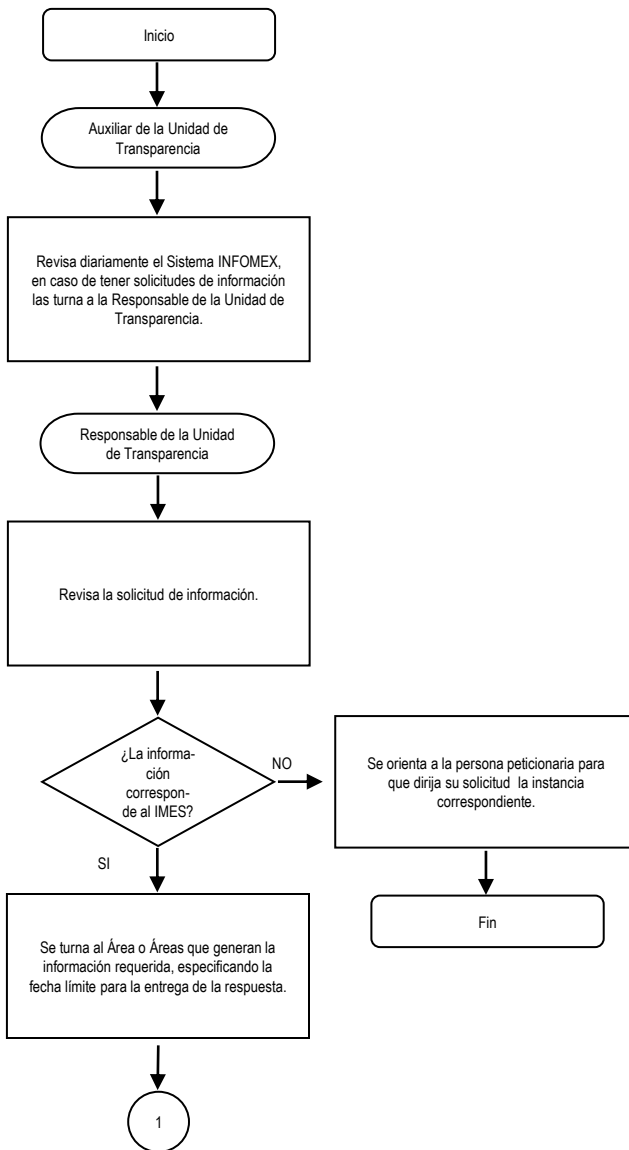 Inicio
Auxiliar de la Unidad de
Transparencia
Revisa diariamente el Sistema INFOMEX,
en caso de tener solicitudes de información
las turna a la Responsable de la Unidad de
Transparencia.
Responsable de la Unidad
de Transparencia
Revisa la solicitud de información.
¿La informa-
ción
correspon-
de al IMES?
NO
Se orienta a la persona peticionaria para
que dirija su solicitud  la instancia
correspondiente.
Fin
SI
Se turna al Área o Áreas que generan la
información requerida, especificando la
fecha límite para la entrega de la respuesta.
1